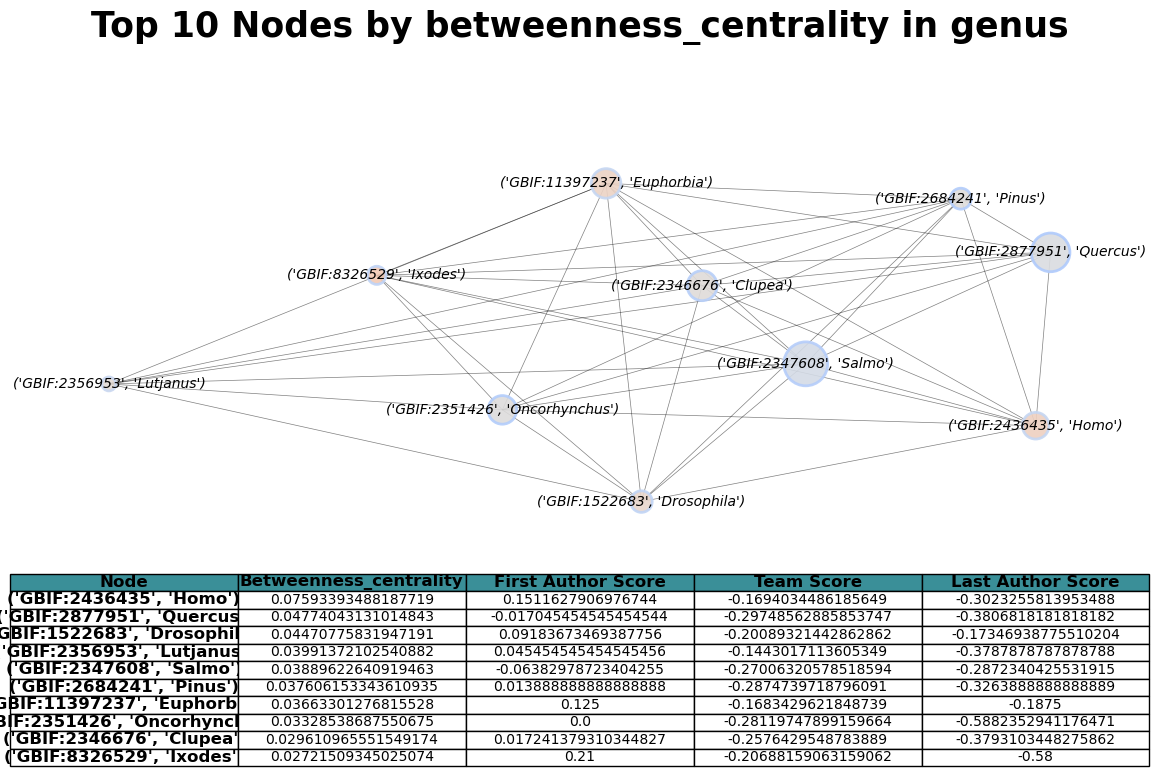 Top 10 Nodes by betweenness_centrality in genus
('GBIF:11397237', 'Euphorbia')
('GBIF:2684241', 'Pinus')
('GBIF:2877951', 'Quercus')
('GBIF:8326529', 'Ixodes')
('GBIF:2346676', 'Clupea')
('GBIF:2347608', 'Salmo')
('GBIF:2356953', 'Lutjanus')
('GBIF:2351426', 'Oncorhynchus')
('GBIF:2436435', 'Homo')
('GBIF:1522683', 'Drosophila')
Node Betweenness_centrality First Author Score Team Score Last Author Score
('GBIF:2436435', 'Homo') 0.07593393488187719 0.1511627906976744 -0.1694034486185649 -0.3023255813953488
('GBIF:2877951', 'Quercus 0.04774043131014843 -0.017045454545454544 -0.29748562885853747 -0.3806818181818182
GBIF:1522683', 'Drosophil 0.04470775831947191 0.09183673469387756 -0.20089321442862862 -0.17346938775510204
'GBIF:2356953', 'Lutjanus 0.03991372102540882 0.045454545454545456 -0.1443017113605349 -0.3787878787878788
('GBIF:2347608', 'Salmo' 0.03889622640919463 -0.06382978723404255 -0.27006320578518594 -0.2872340425531915
('GBIF:2684241', 'Pinus') 0.037606153343610935 0.013888888888888888 -0.2874739718796091 -0.32638888888888889
GBIF:11397237', 'Euphorb 0.03663301276815528 0.125 -0.1683429621848739 -0.1875
BIF:2351426', 'Oncorhyncl 0.03328538687550675 0.0 -0.28119747899159664 -0.5882352941176471
('GBIF:2346676', 'Clupea' 0.029610965551549174 0.017241379310344827 -0.2576429548783889 -0.3793103448275862
('GBIF:8326529', 'Ixodes' 0.02721509345025074 0.21 -0.20688159063159062 -0.58